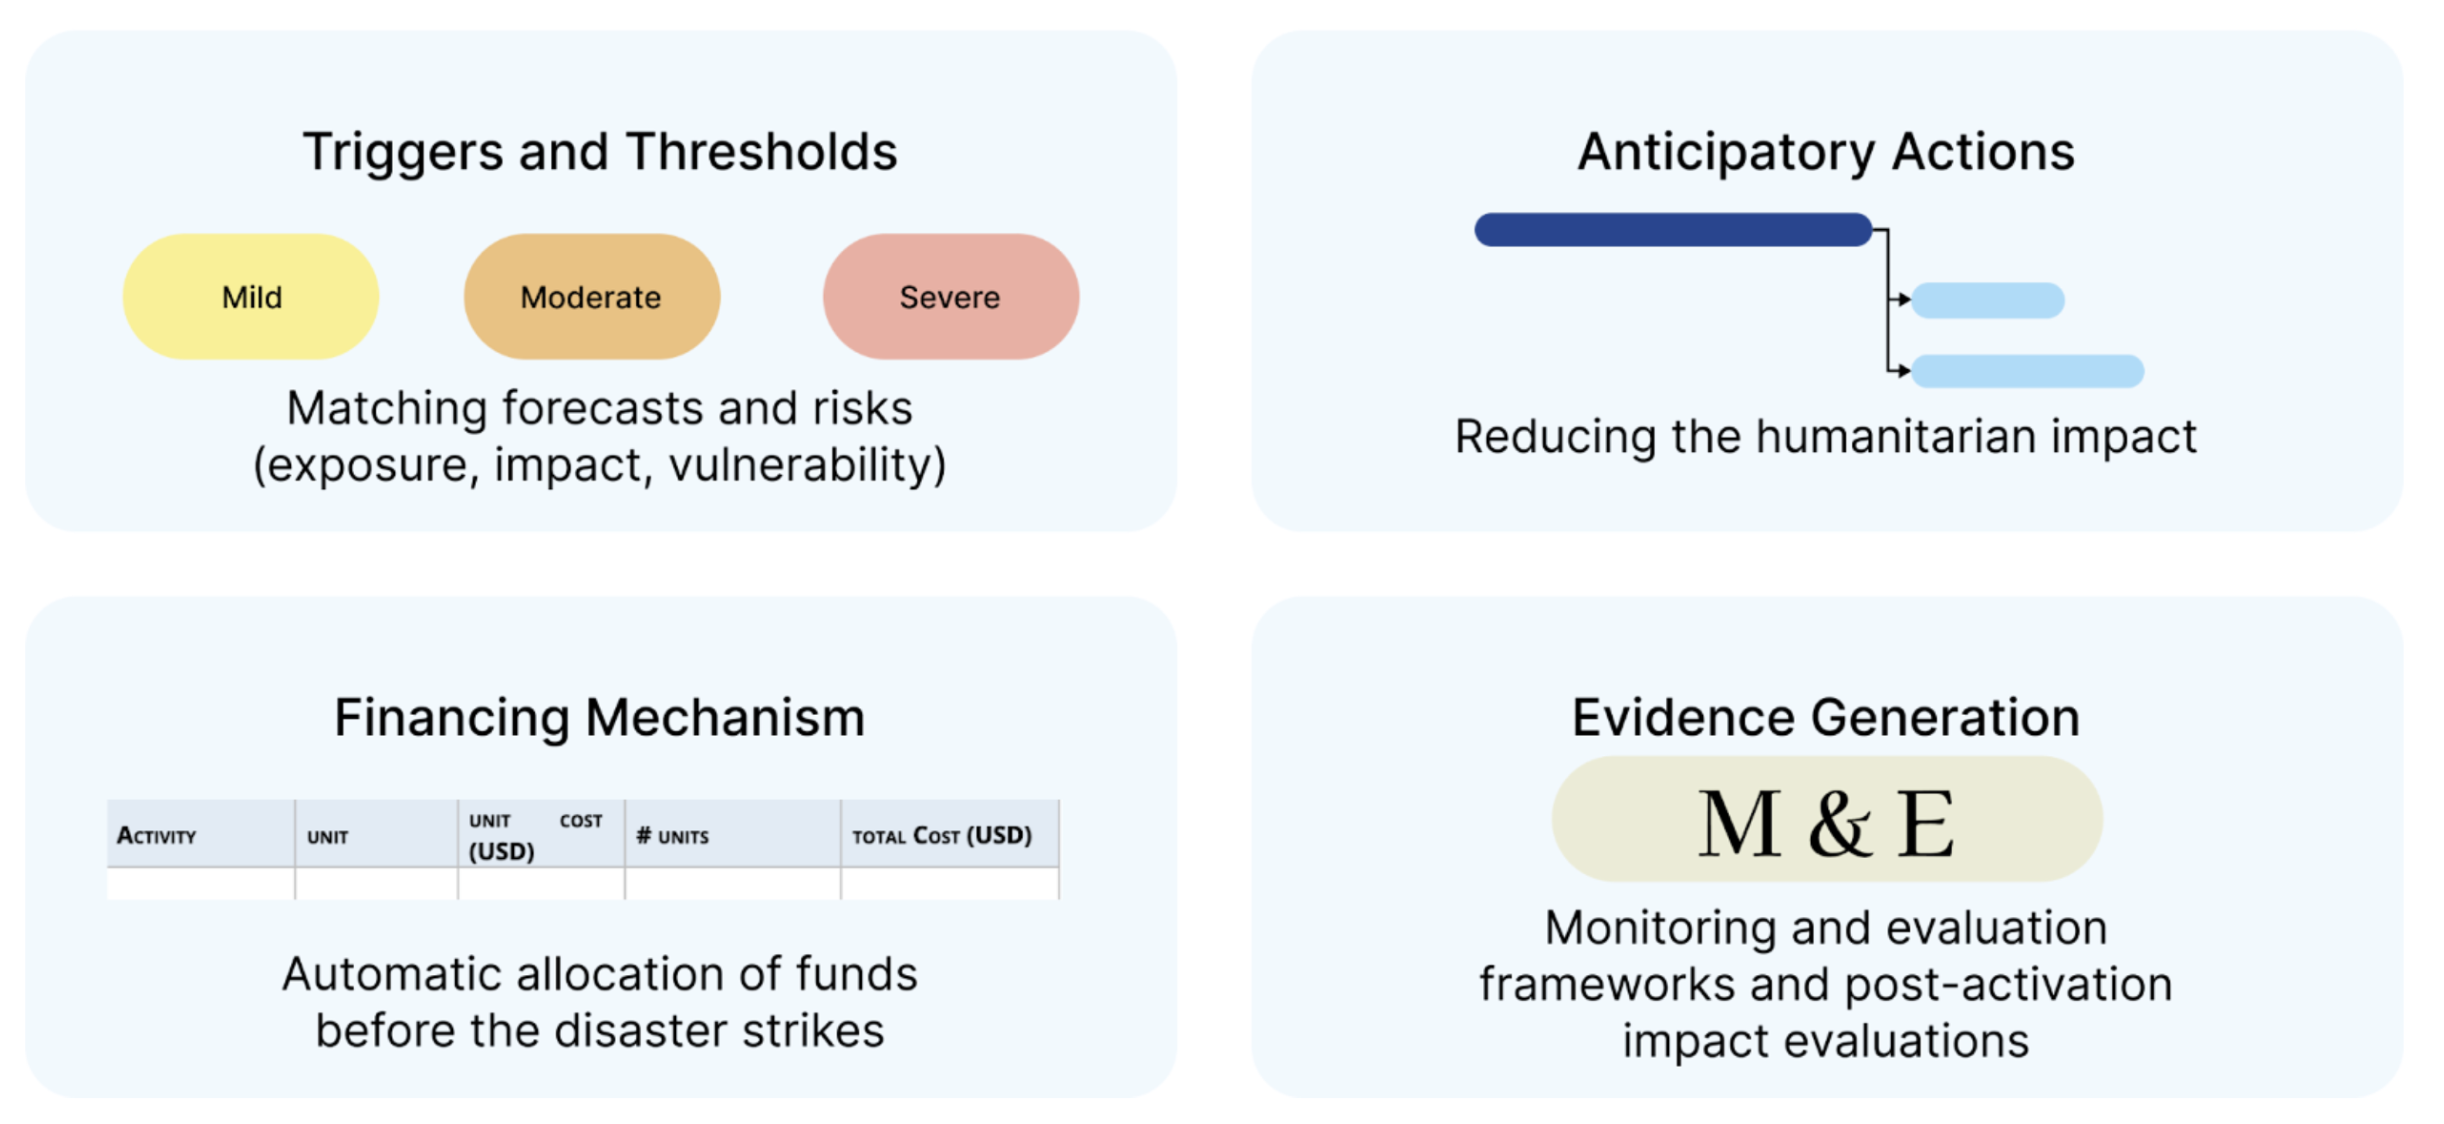 Triggers and Thresholds
Mild
Moderate
Severe
Matching forecasts and risks
(exposure, impact, vulnerability)
Anticipatory Actions
Reducing the humanitarian impact
Financing Mechanism
ACTIVITY
UNIT
UNIT COST
(USD)
# UNITS
TOTAL COST (USD)
Automatic allocation of funds
before the disaster strikes
Evidence Generation
M & E
Monitoring and evaluation
frameworks and post-activation
impact evaluations